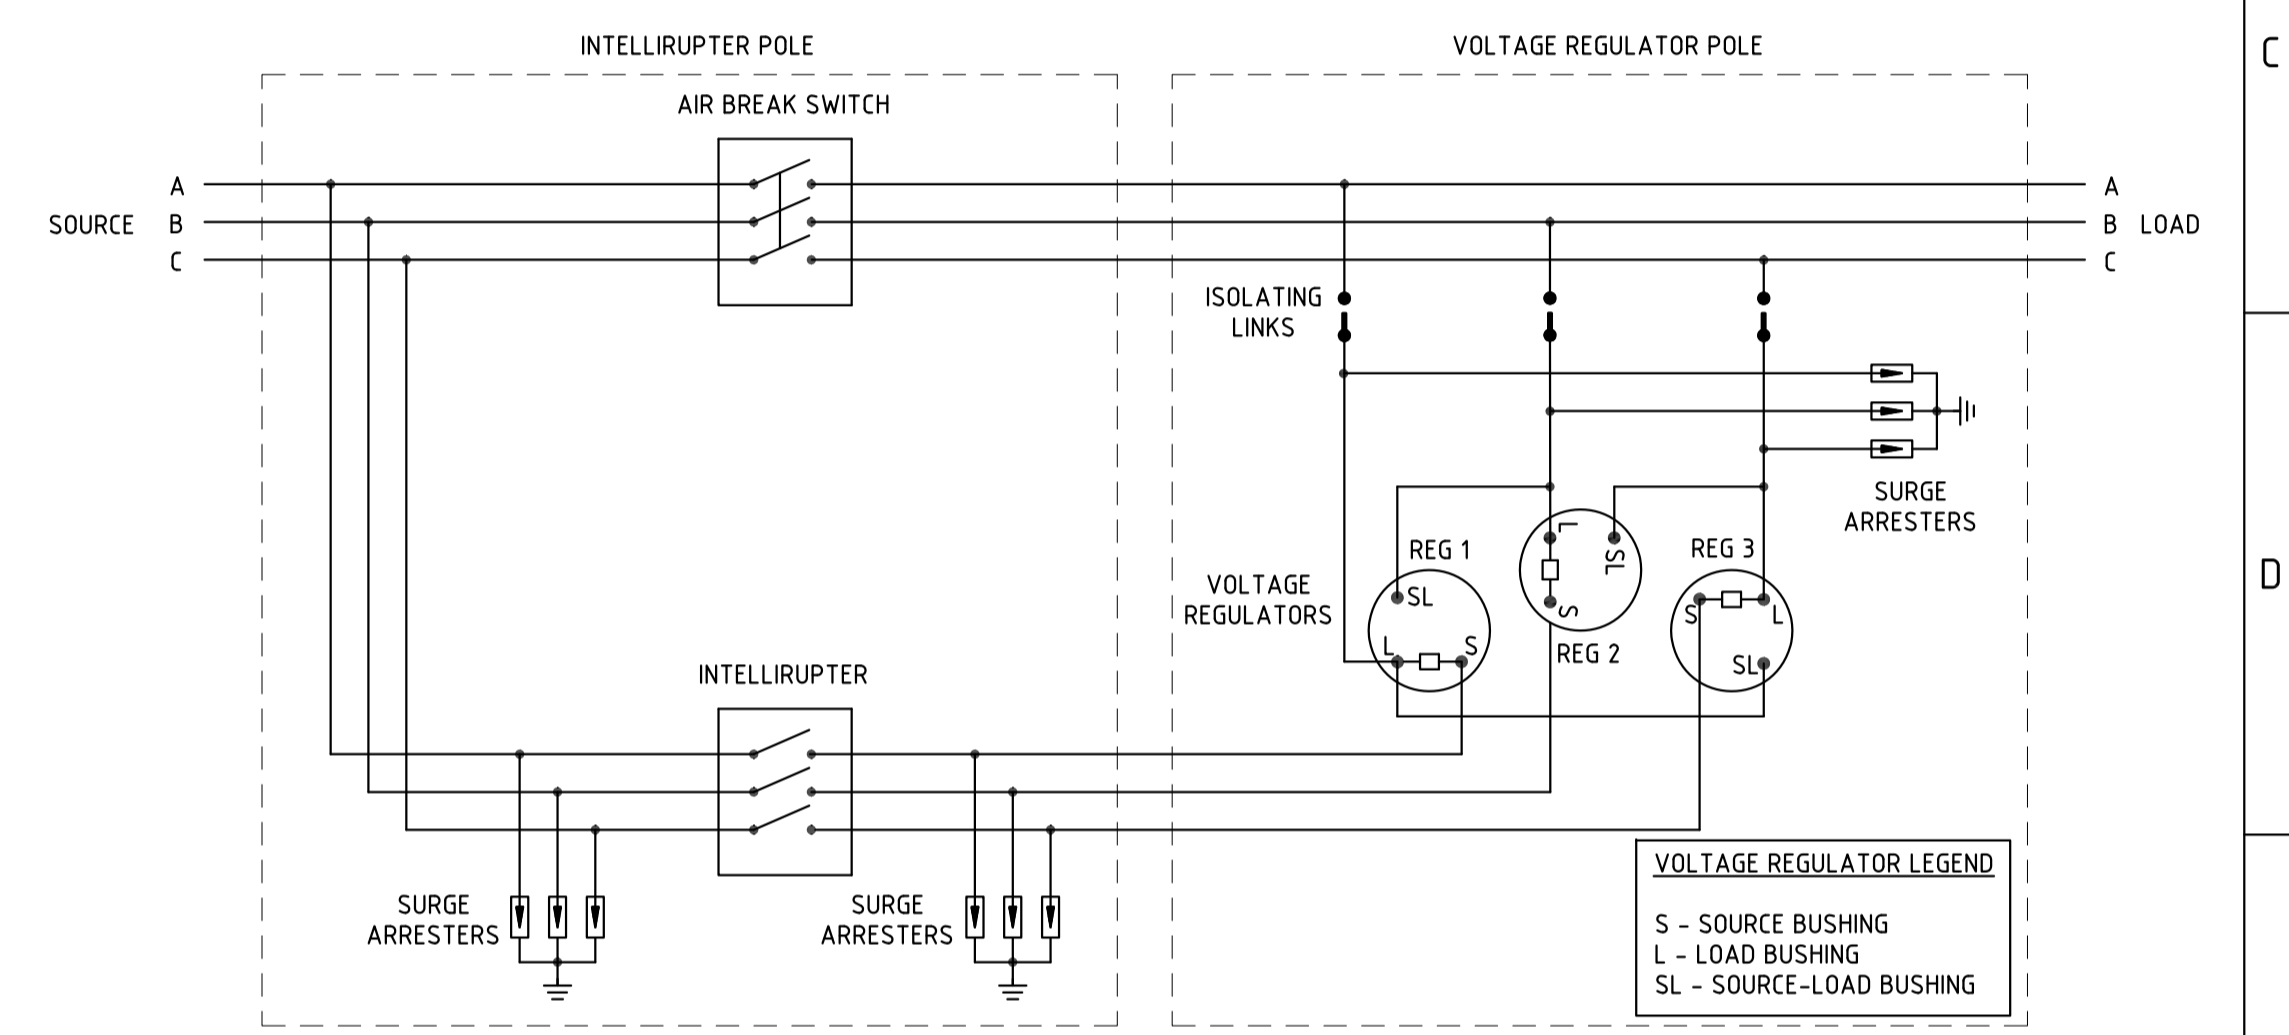 INTELLIRUPTER POLE
VOLTAGE REGULATOR POLE
C
AIR BREAK SWITCH
A
SOURCE B
C
A
B LOAD
C
ISOLATING
LINKS
SURGE
ARRESTERS
D
VOLTAGE
REGULATORS
REG 1
SL
L
S
L
SL
S
REG 2
REG 3
S
L
SL
INTELLIRUPTER
SURGE
ARRESTERS
SURGE
ARRESTERS
VOLTAGE REGULATOR LEGEND
S - SOURCE BUSHING
L - LOAD BUSHING
SL - SOURCE-LOAD BUSHING